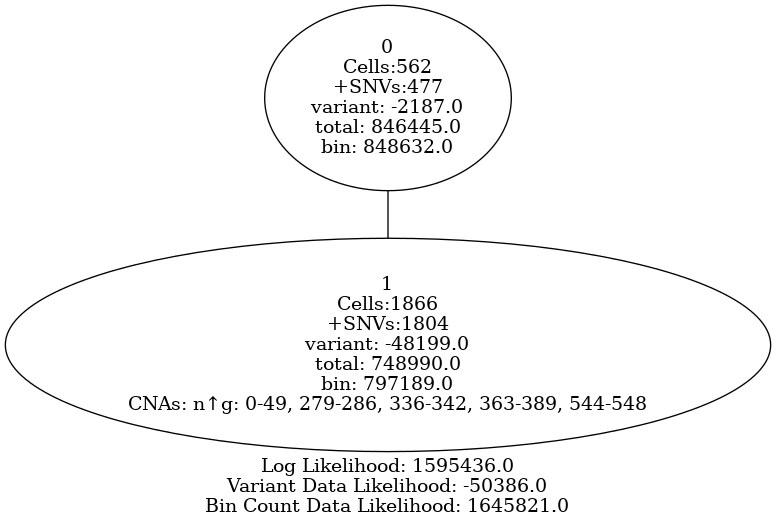 0
Cells:562
+SNVs:477
variant: -2187.0
total: 846445.0
bin: 848632.0
1
Cells:1866
+SNVs:1804
variant: -48199.0
total: 748990.0
bin: 797189.0
CNAs: n↑g: 0-49, 279-286, 336-342, 363-389, 544-548
Log Likelihood: 1595436.0
Variant Data Likelihood: -50386.0
Bin Count Data Likelihood: 1645821.0